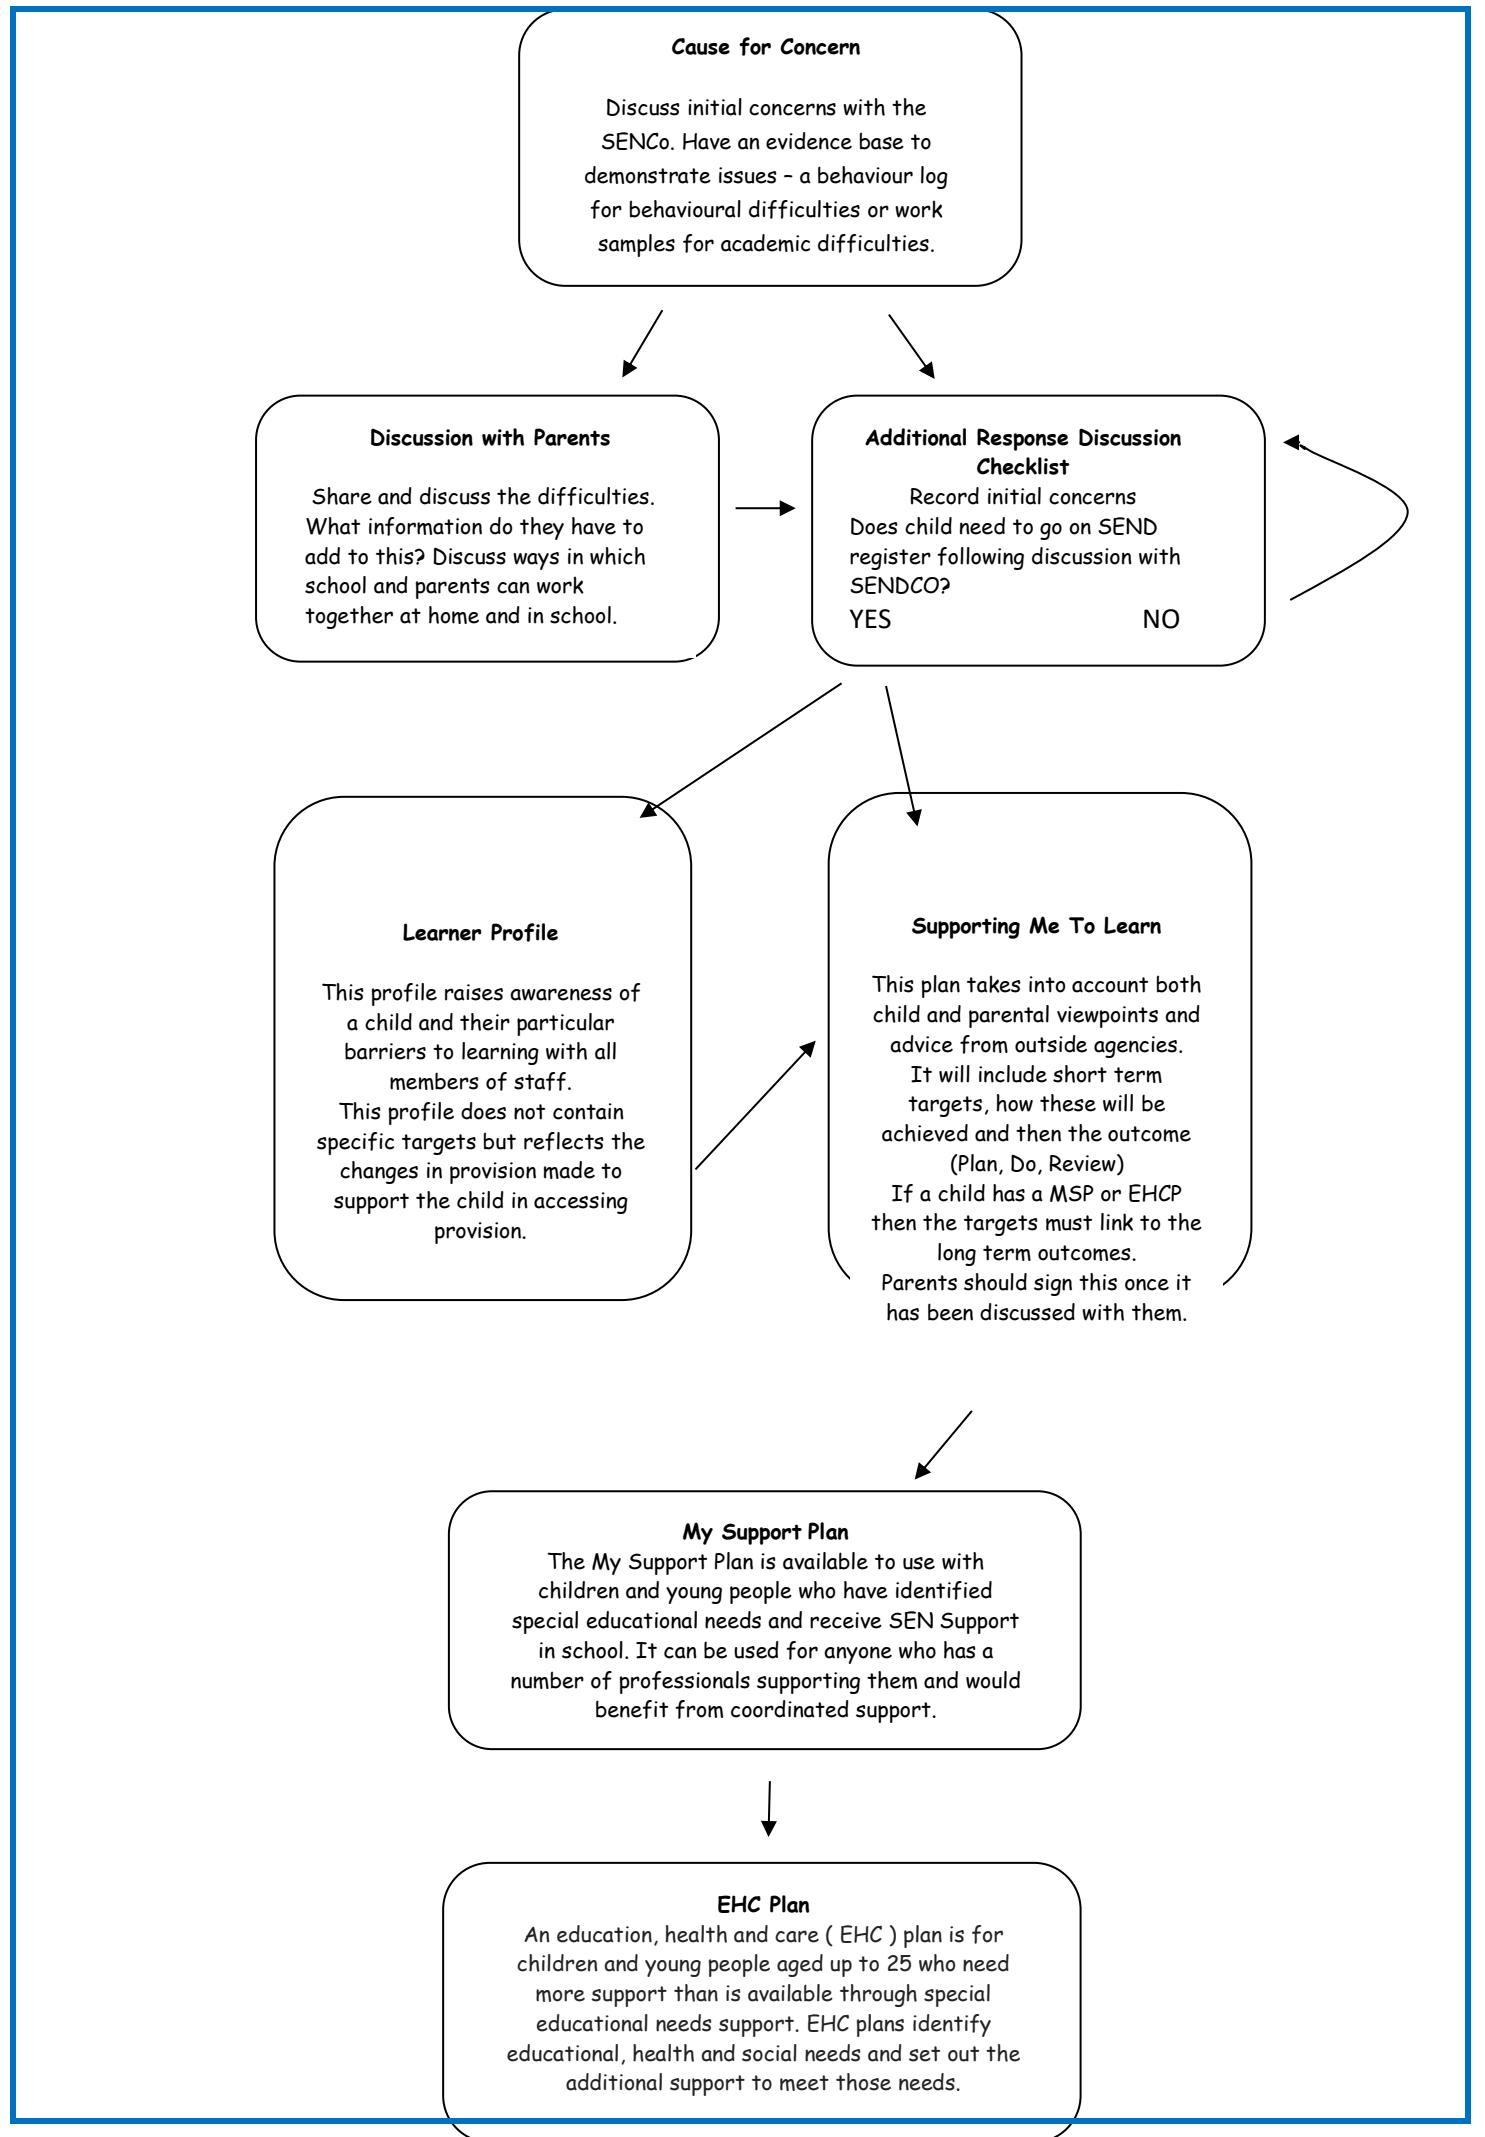 Cause for Concern
Discuss initial concerns with the
SENCo. Have an evidence base to
demonstrate issues – a behaviour log
for behavioural difficulties or work
samples for academic difficulties.
Discussion with Parents
Share and discuss the difficulties.
What information do they have to
add to this? Discuss ways in which
school and parents can work
together at home and in school.
Additional Response Discussion
Checklist
Record initial concerns
Does child need to go on SEND
register following discussion with
SENDCO?
YES NO
Learner Profile
This profile raises awareness of
a child and their particular
barriers to learning with all
members of staff.
This profile does not contain
specific targets but reflects the
changes in provision made to
support the child in accessing
provision.
Supporting Me To Learn
This plan takes into account both
child and parental viewpoints and
advice from outside agencies.
It will include short term
targets, how these will be
achieved and then the outcome
(Plan, Do, Review)
If a child has a MSP or EHCP
then the targets must link to the
long term outcomes.
Parents should sign this once it
has been discussed with them.
My Support Plan
The My Support Plan is available to use with
children and young people who have identified
special educational needs and receive SEN Support
in school. It can be used for anyone who has a
number of professionals supporting them and would
benefit from coordinated support.
EHC Plan
An education, health and care ( EHC ) plan is for
children and young people aged up to 25 who need
more support than is available through special
educational needs support. EHC plans identify
educational, health and social needs and set out the
additional support to meet those needs.